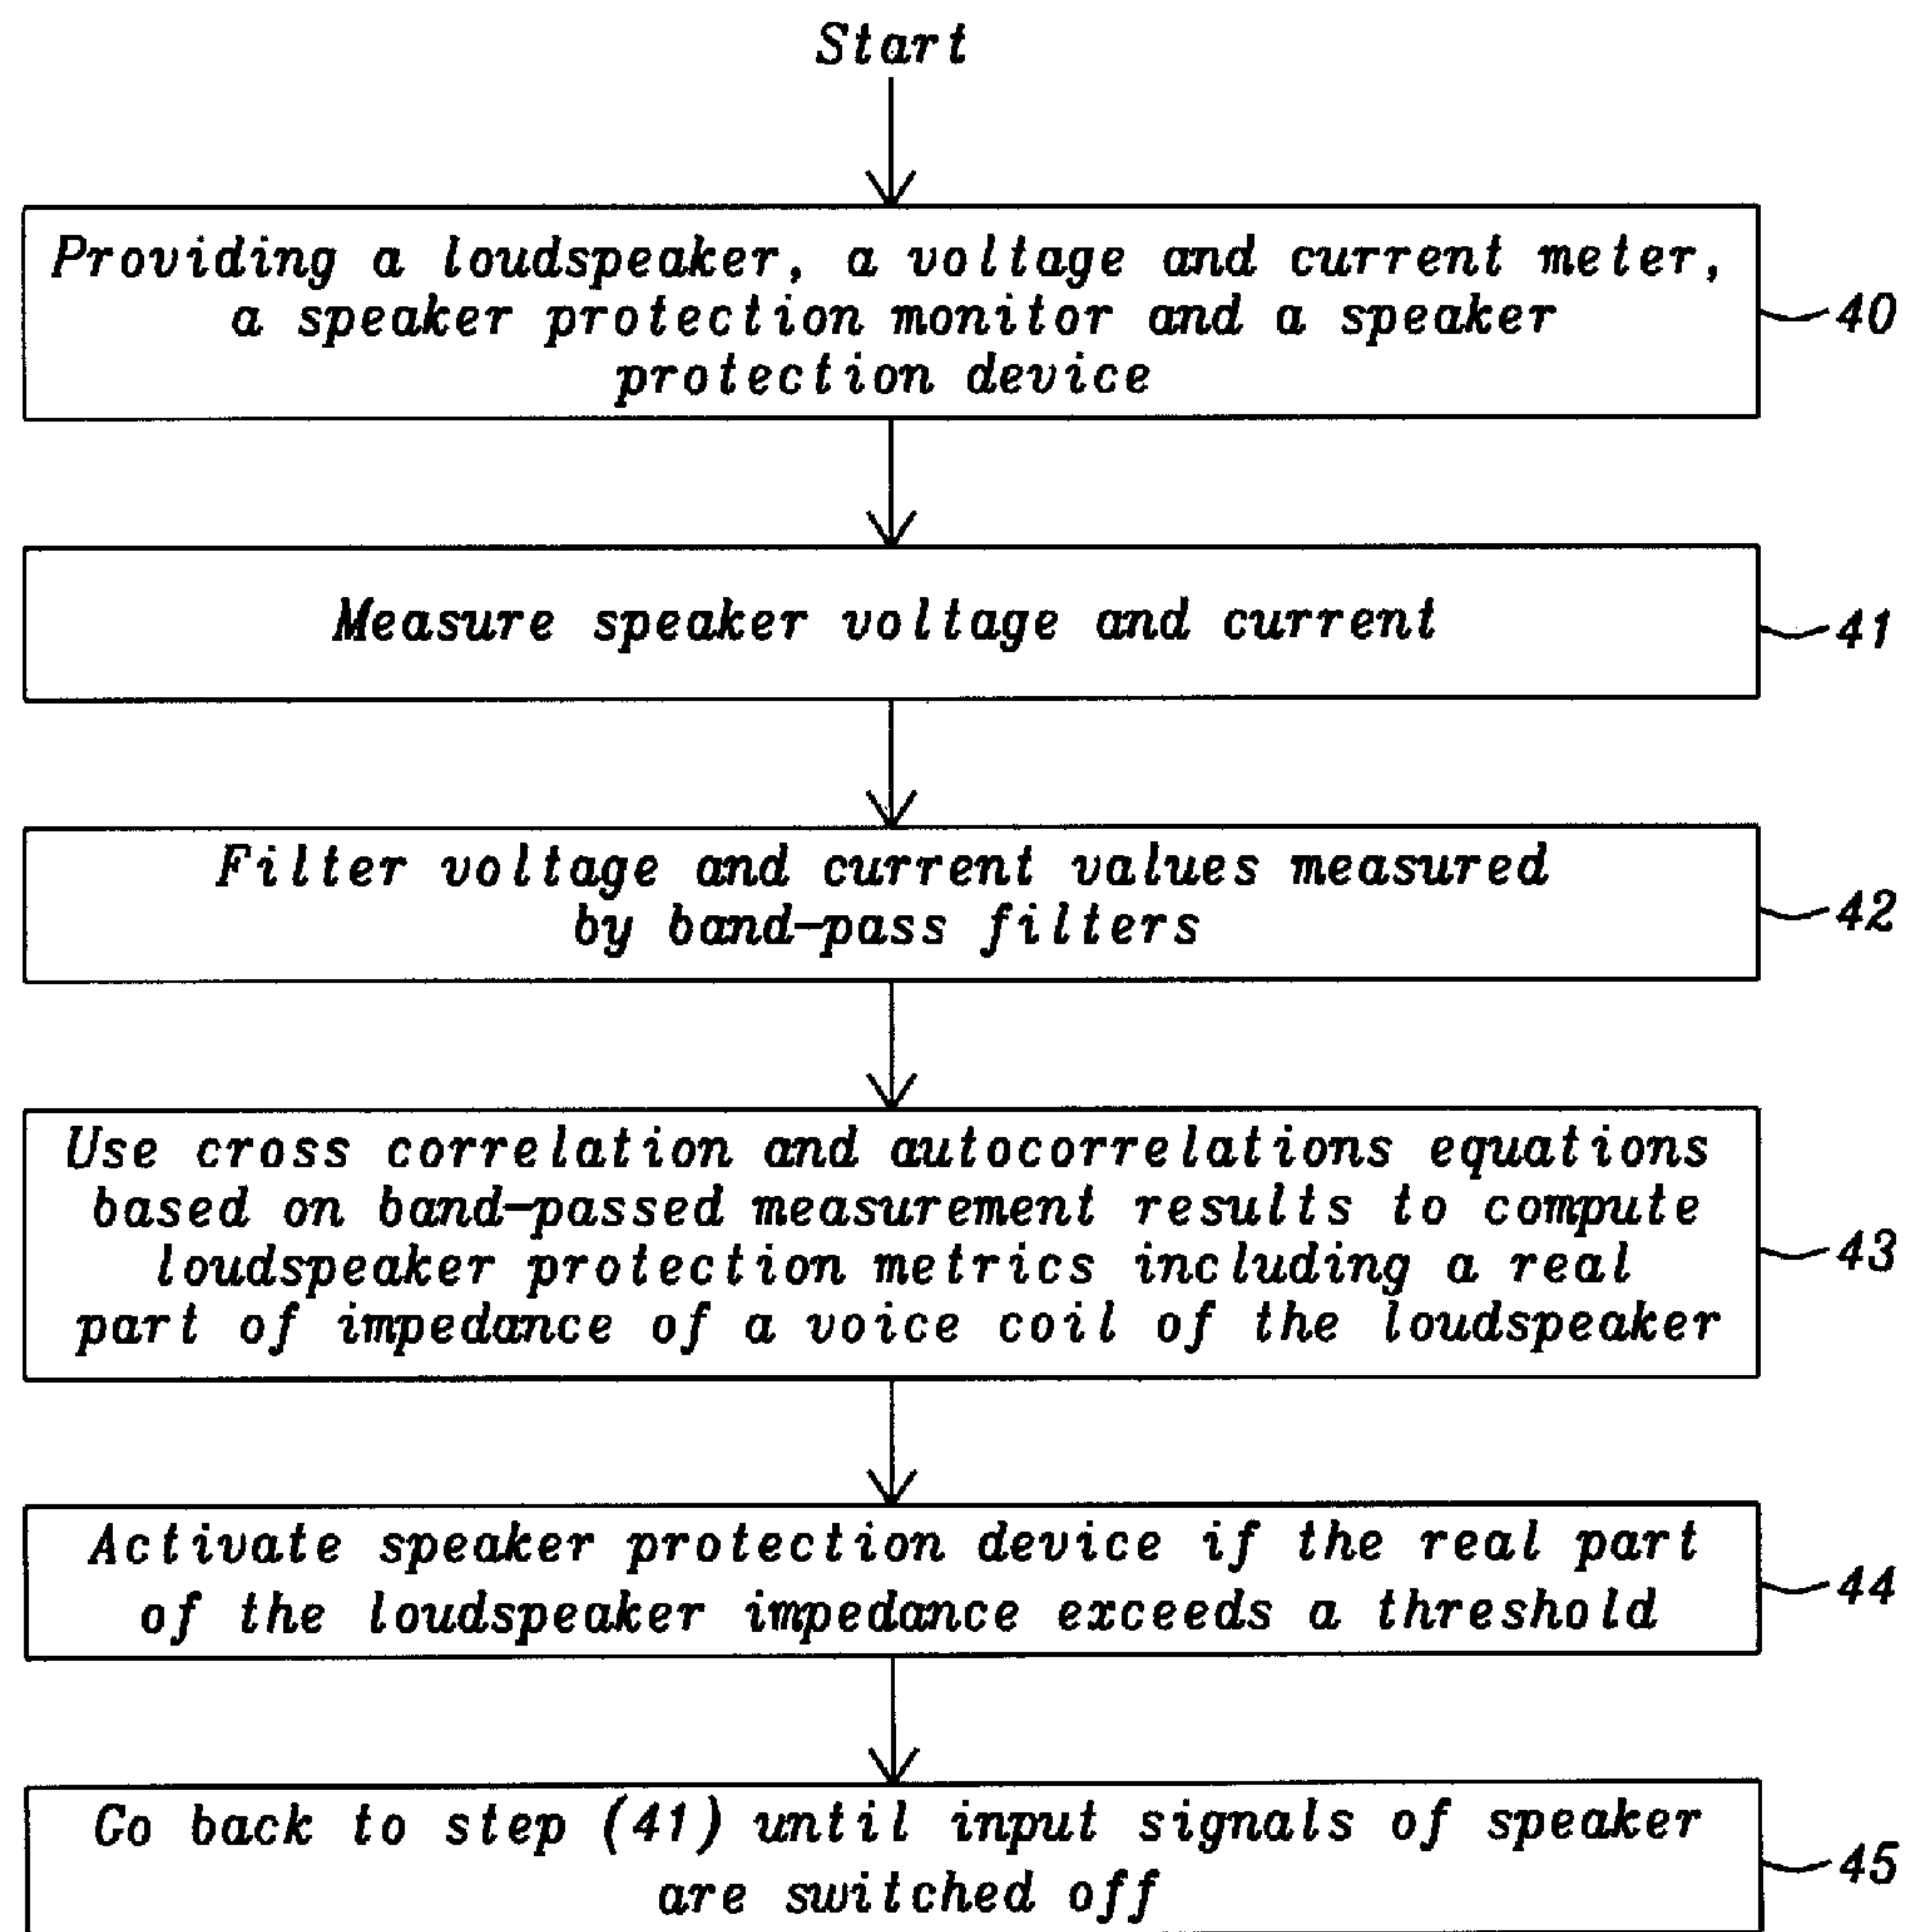 Start
Providing a loudspeaker, a voltage and current meter,
a speaker protection monitor and a speaker
protection device
40
Measure speaker voltage and current
41
Filter voltage and current values measured
by band-pass filters
42
Use cross correlation and autocorrelations equations
based on band-passed measurement results to compute
loudspeaker protection metrics including a real
part of impedance of a voice coil of the loudspeaker
43
Activate speaker protection device if the real part
of the loudspeaker impedance exceeds a threshold
44
Go back to step (41) until input signals of speaker
are switched off
45